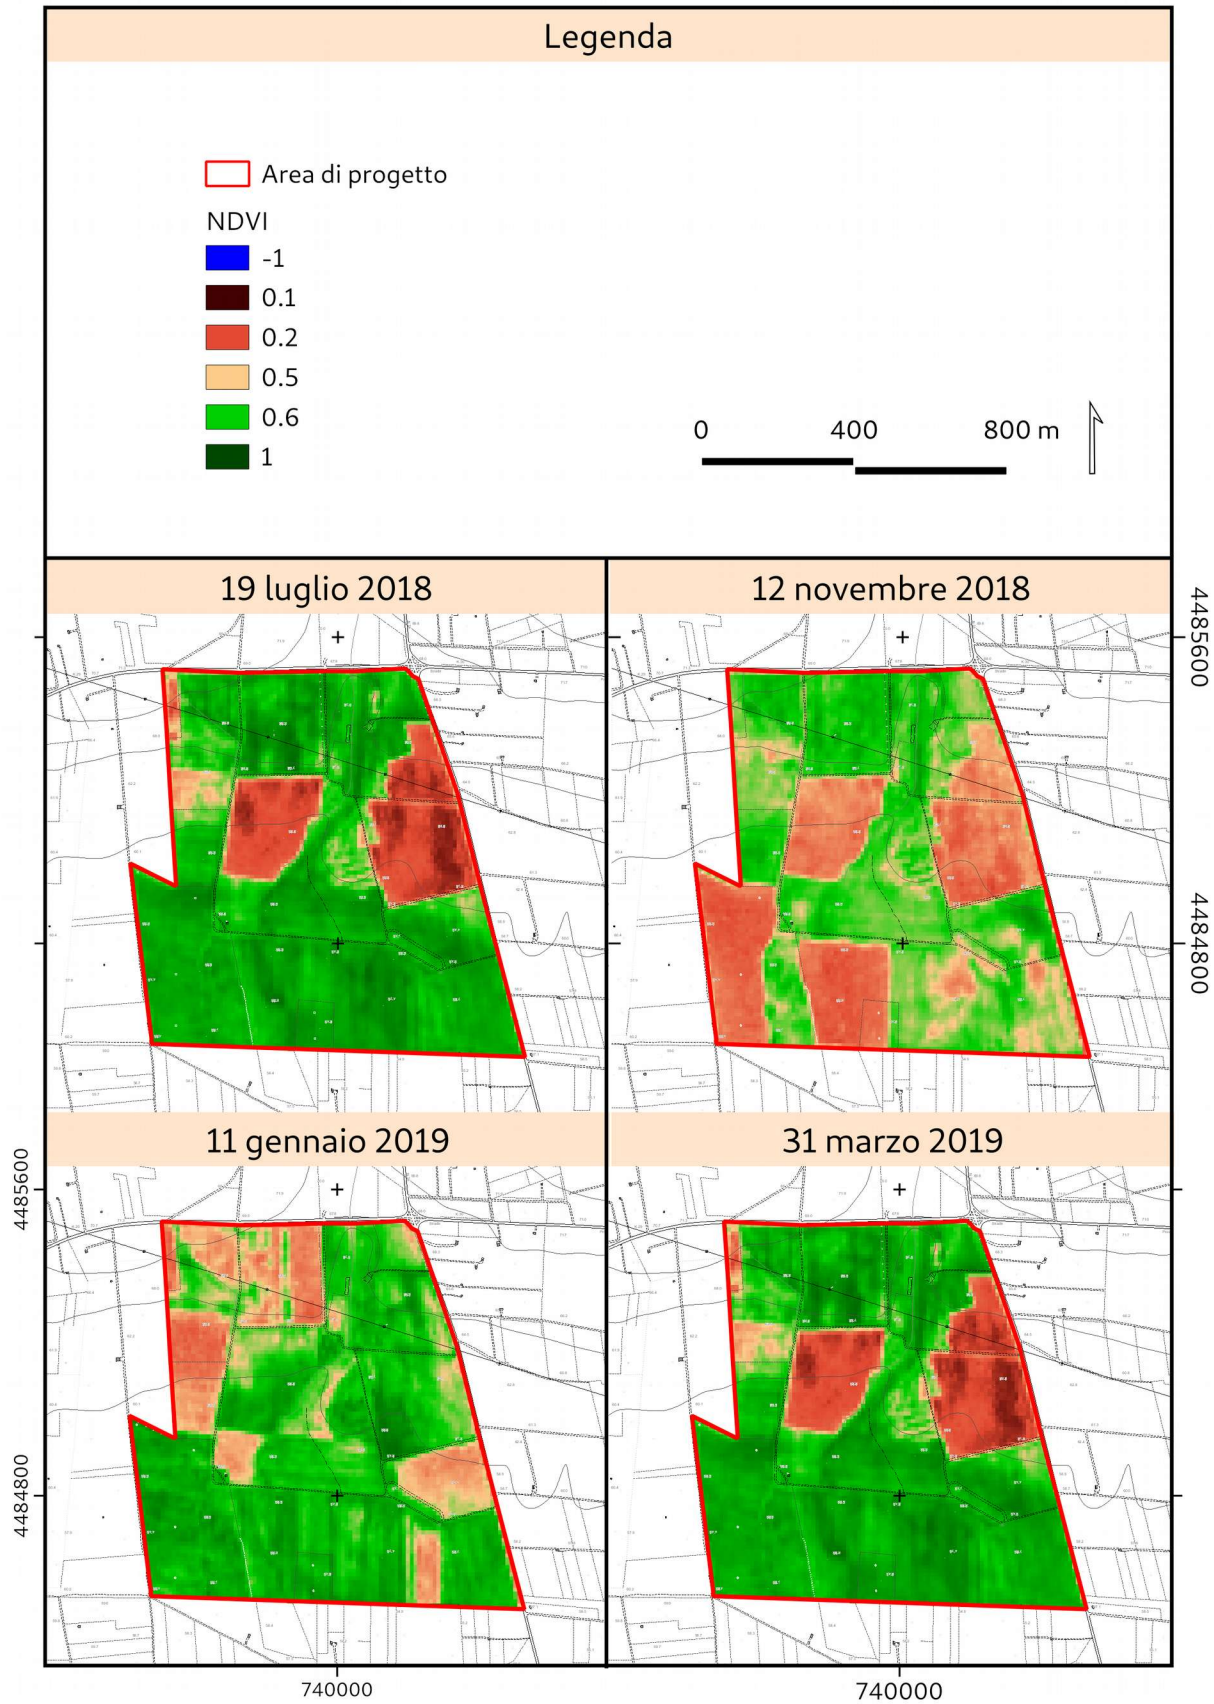 Legenda
Area di progetto
NDVI
-1
0.1
0.2
0.5
0.6
1
0 400 800 m
19 luglio 2018
12 novembre 2018
4485600
4484800
11 gennaio 2019
31 marzo 2019
4485600
4484800
740000
740000